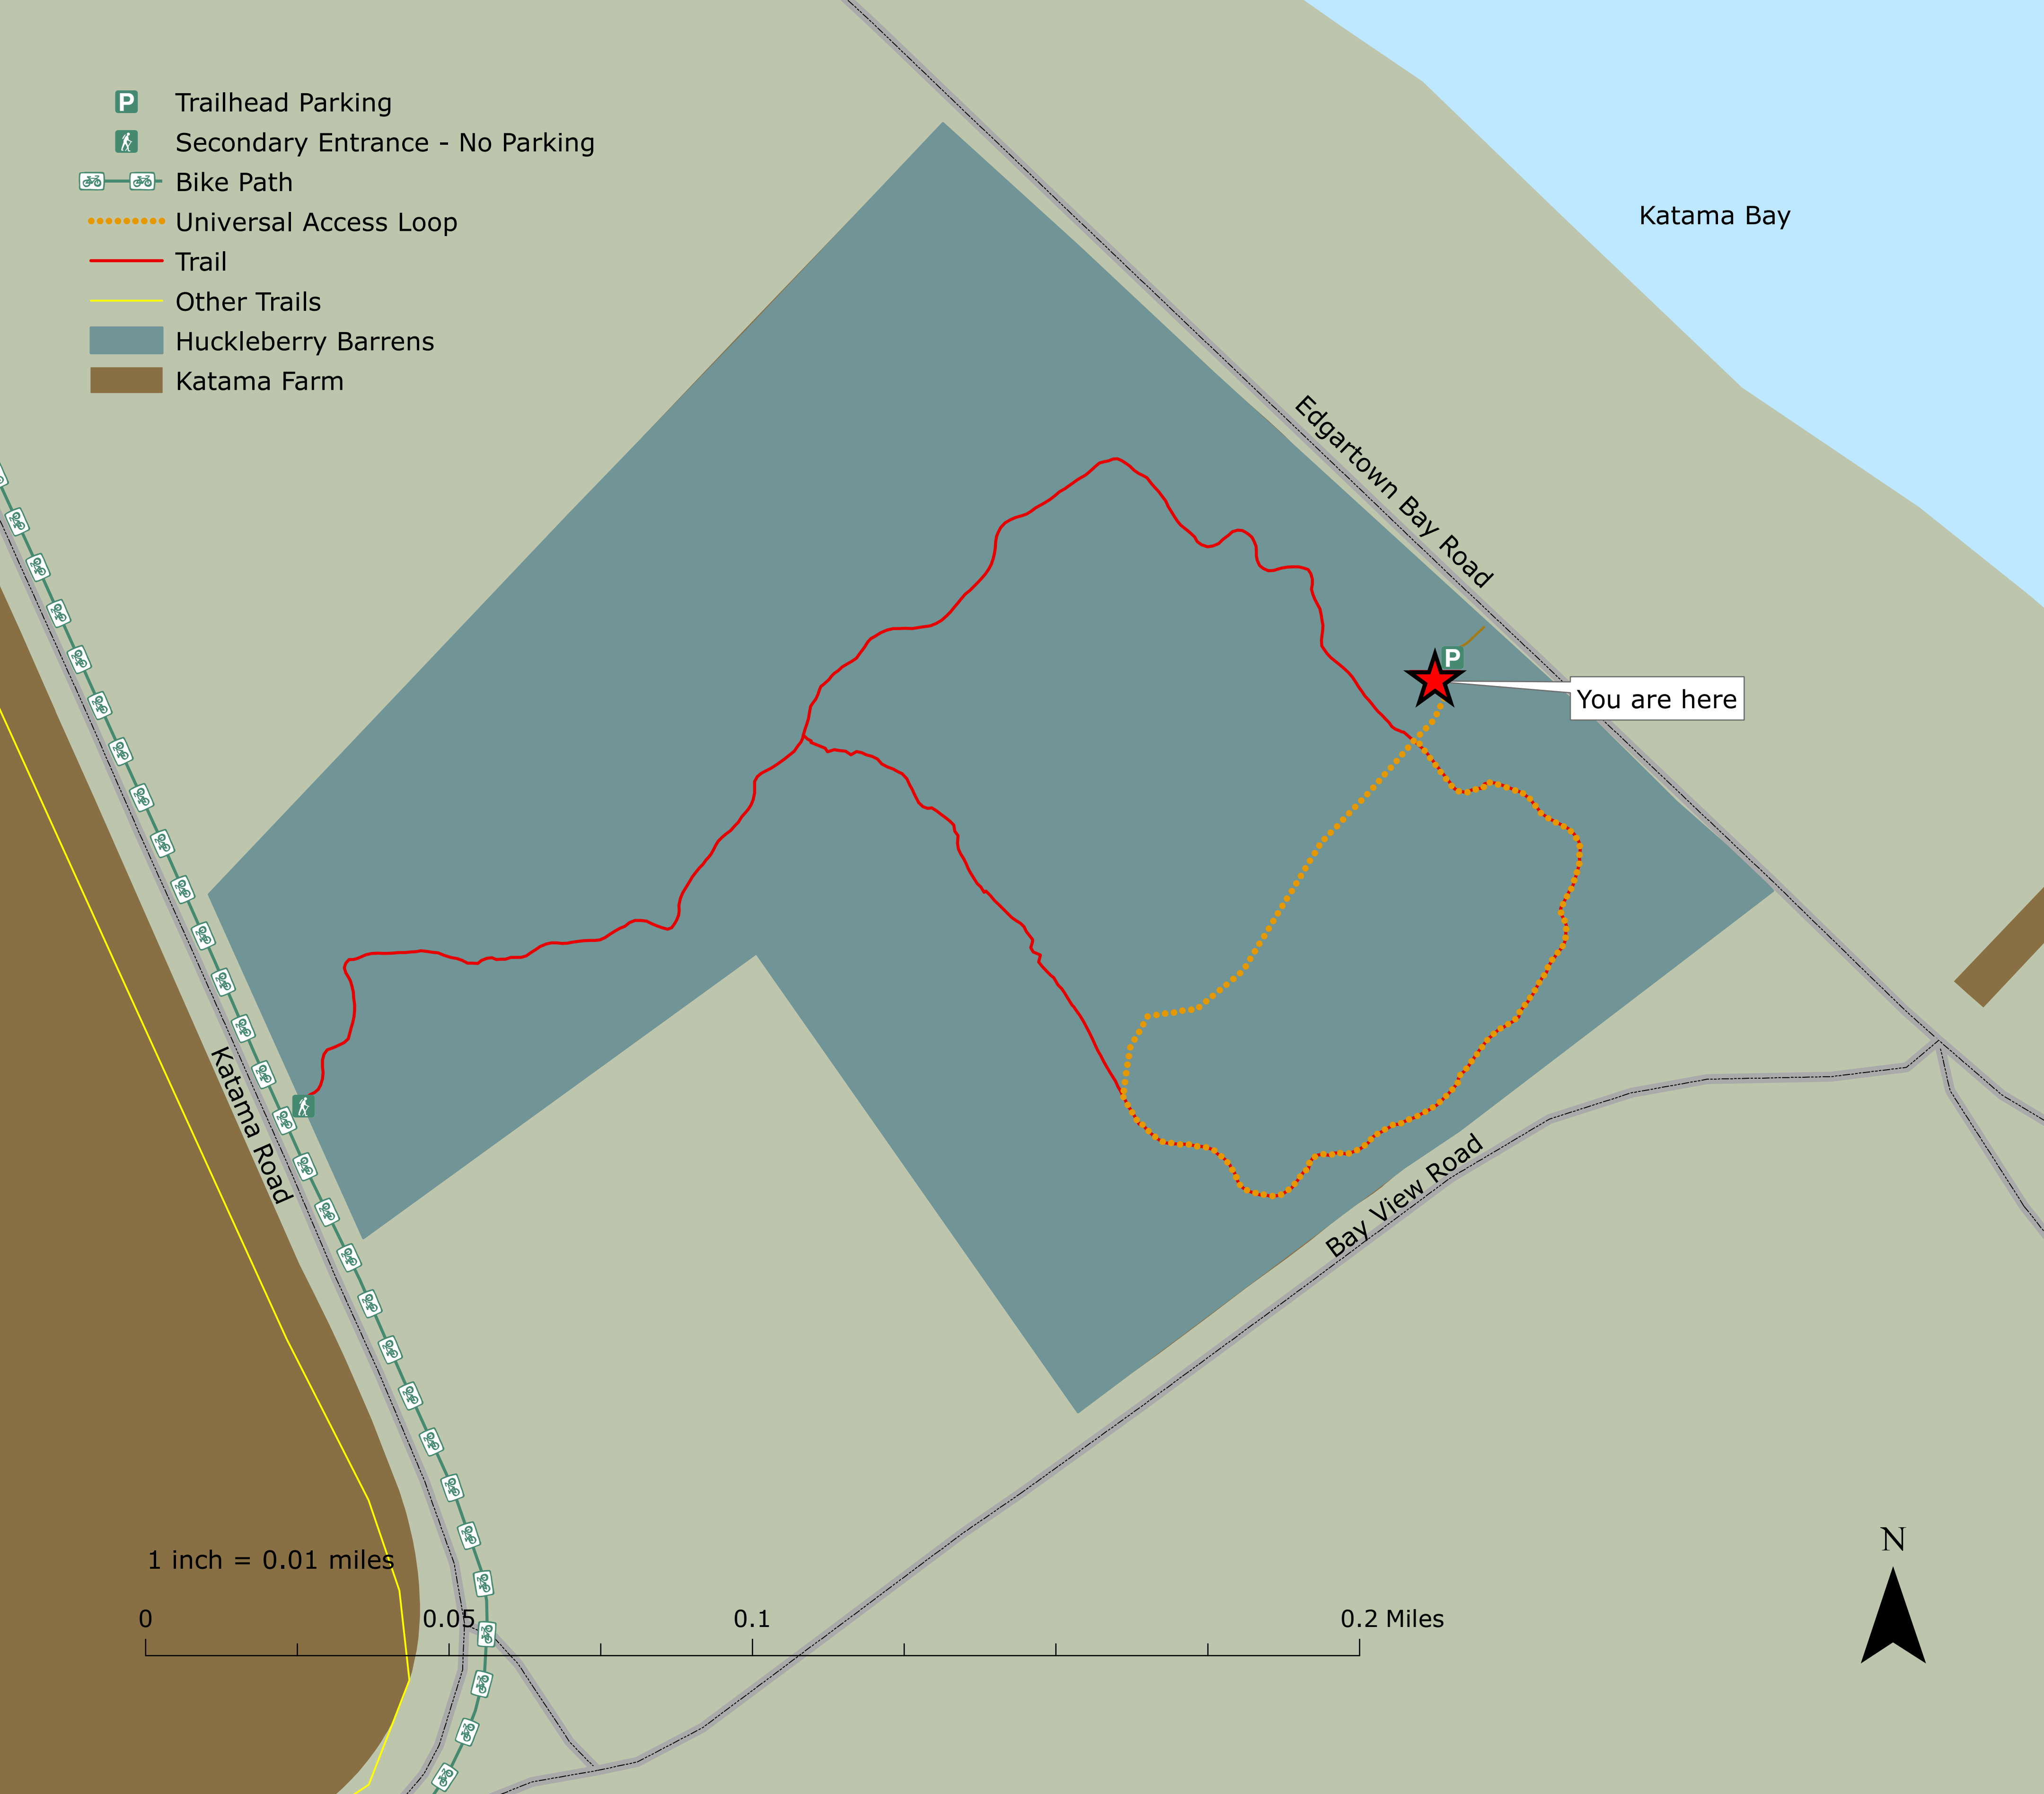 P Trailhead Parking
Secondary Entrance - No Parking
Bike Path
Universal Access Loop
Trail
Other Trails
Huckleberry Barrens
Katama Farm
Katama Bay
Edgartown Bay Road
P
You are here
Katama Road
Bay View Road
1 inch = 0.01 miles
0 0.05 0.1 0.2 Miles
N